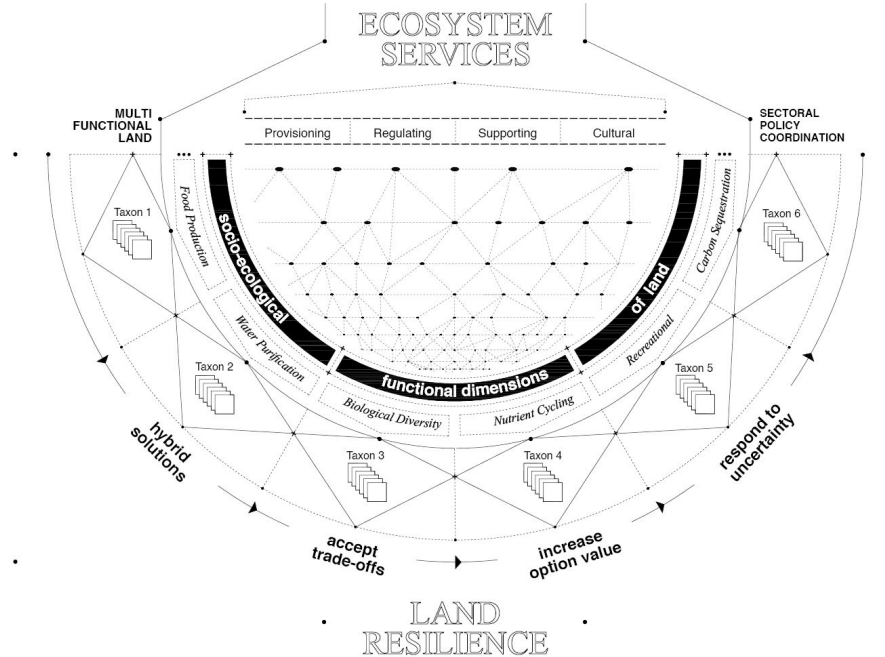 ECOSYSTEM
SERVICES
MULTI
FUNCTIONAL
LAND
SECTORAL
POLICY
COORDINATION
Provisioning
Regulating
Supporting
Cultural
Food Production
Water Purification
Biological Diversity
Nutrient Cycling
Recreational
Carbon Sequestration
socio-ecological
functional dimensions
of land
Taxon 1
Taxon 2
Taxon 3
Taxon 4
Taxon 5
Taxon 6
hybrid
solutions
accept
trade-offs
increase
option value
respond to
uncertainty
LAND
RESILIENCE